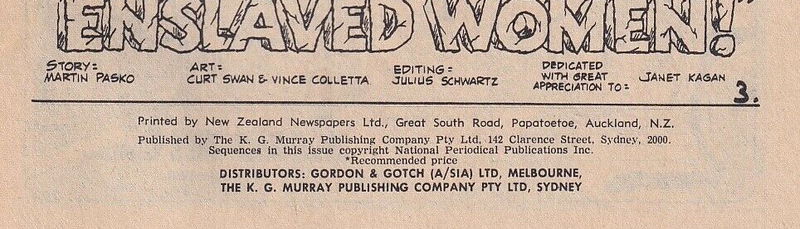 ENSLAVED WOMEN!"
STORY: MARTIN PASKO
ART: CURT SWAN & VINCE COLLETTA
EDITING: JULIUS SCHWARTZ
DEDICATED WITH GREAT APPRECIATION TO: JANET KAGAN
3.
Printed by New Zealand Newspapers Ltd., Great South Road, Papatoetoe, Auckland, N.Z.
Published by The K. G. Murray Publishing Company Pty Ltd, 142 Clarence Street, Sydney, 2000.
Sequences in this issue copyright National Periodical Publications Inc.
*Recommended price
DISTRIBUTORS: GORDON & GOTCH (A/SIA) LTD, MELBOURNE,
THE K. G. MURRAY PUBLISHING COMPANY PTY LTD, SYDNEY